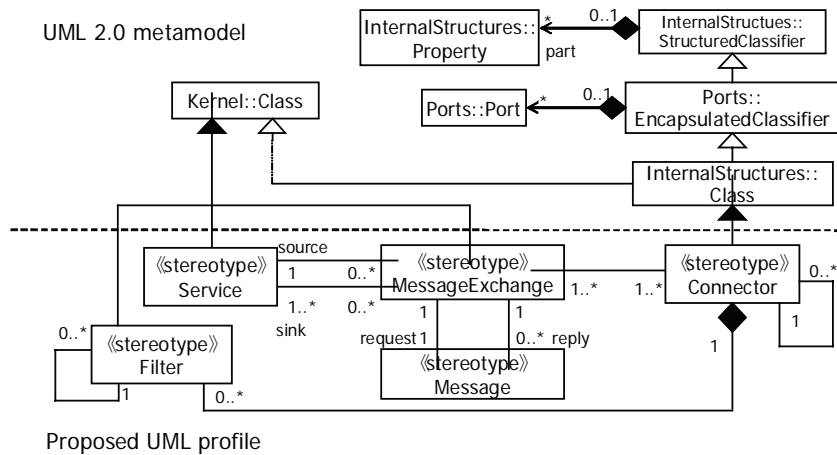 UML 2.0 metamodel
InternalStructures::
Property
*
part
0..1
InternalStructues::
StructuredClassifier
Kernel::Class
Ports::Port
*
0..1
Ports::
EncapsulatedClassifier
InternalStructures::
Class
《stereotype》
Service
source
1
0..*
1..*
0..*
sink
《stereotype》
MessageExchange
1..*
1..*
《stereotype》
Connector
0..*
1
1
1
1
request 1
0..* reply
《stereotype》
Message
0..*
《stereotype》
Filter
1
0..*
1
Proposed UML profile